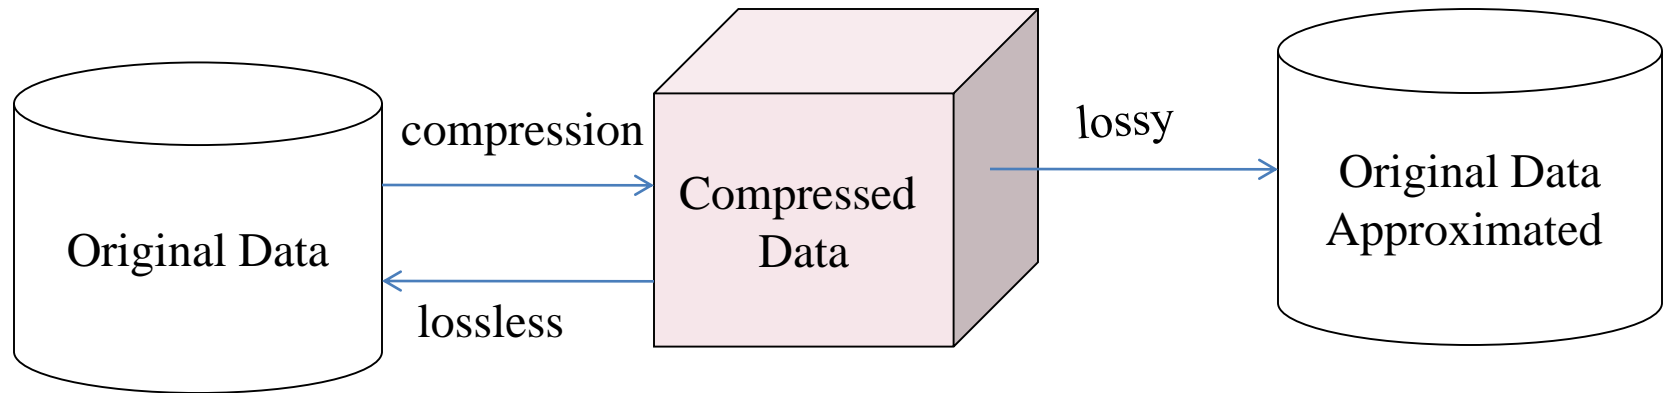 Original Data
compression
lossless
Compressed
Data
lossy
Original Data
Approximated